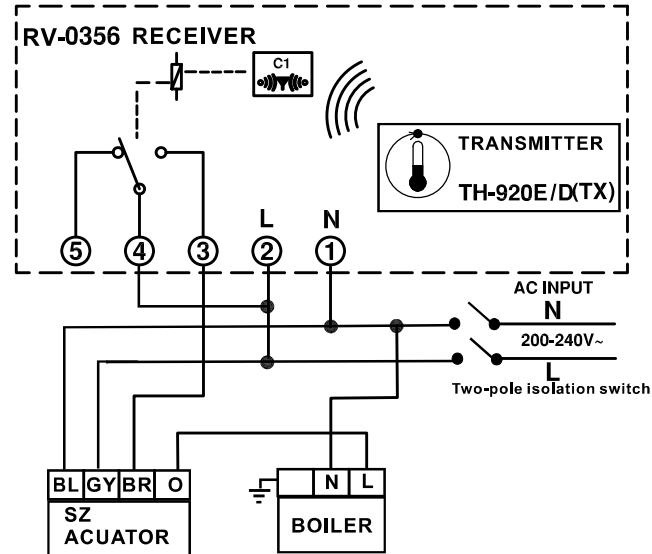 RV-0356 RECEIVER
C1
TRANSMITTER
TH-920E/D(TX)
L N
5 4 3 2 1
AC INPUT
N
200-240V~
L
Two-pole isolation switch
BL GY BR O
N L
SZ
ACUATOR
BOILER